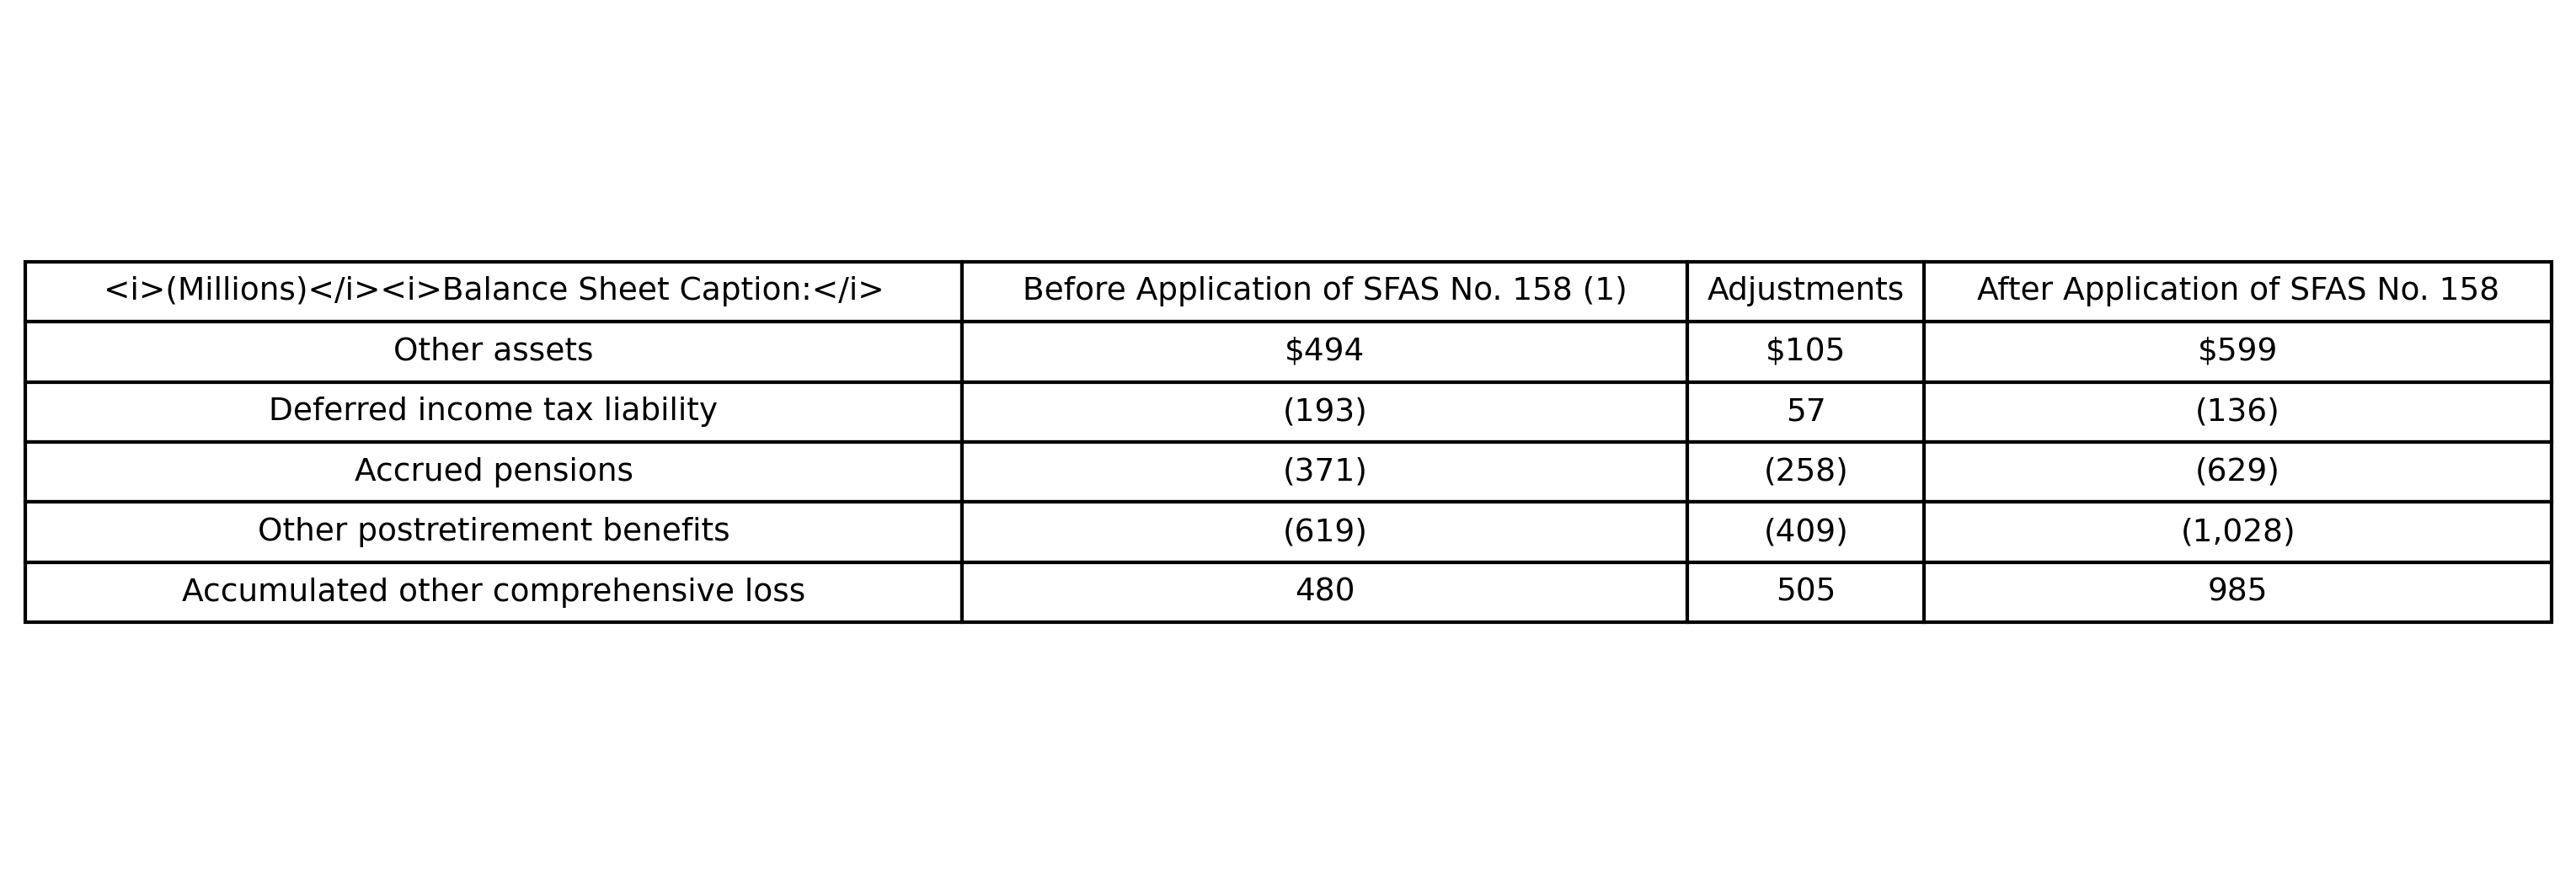 <i>(Millions)</i><i>Balance Sheet Caption:</i> Before Application of SFAS No. 158 (1) Adjustments After Application of SFAS No. 158
Other assets $494 $105 $599
Deferred income tax liability (193) 57 (136)
Accrued pensions (371) (258) (629)
Other postretirement benefits (619) (409) (1,028)
Accumulated other comprehensive loss 480 505 985